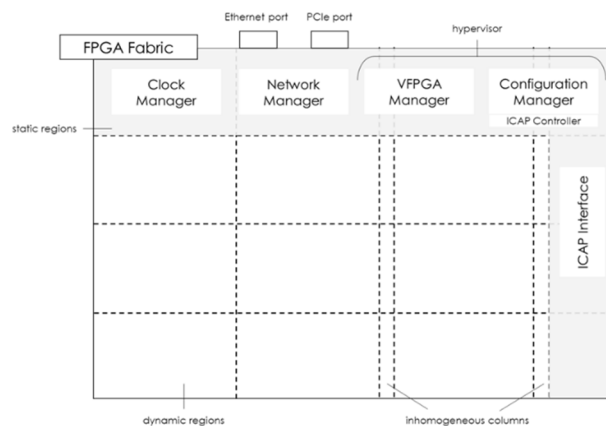 Ethernet port
PCIe port
hypervisor
FPGA Fabric
Clock
Manager
Network
Manager
VFPGA
Manager
Configuration
Manager
ICAP Controller
static regions
ICAP Interface
dynamic regions
inhomogeneous columns